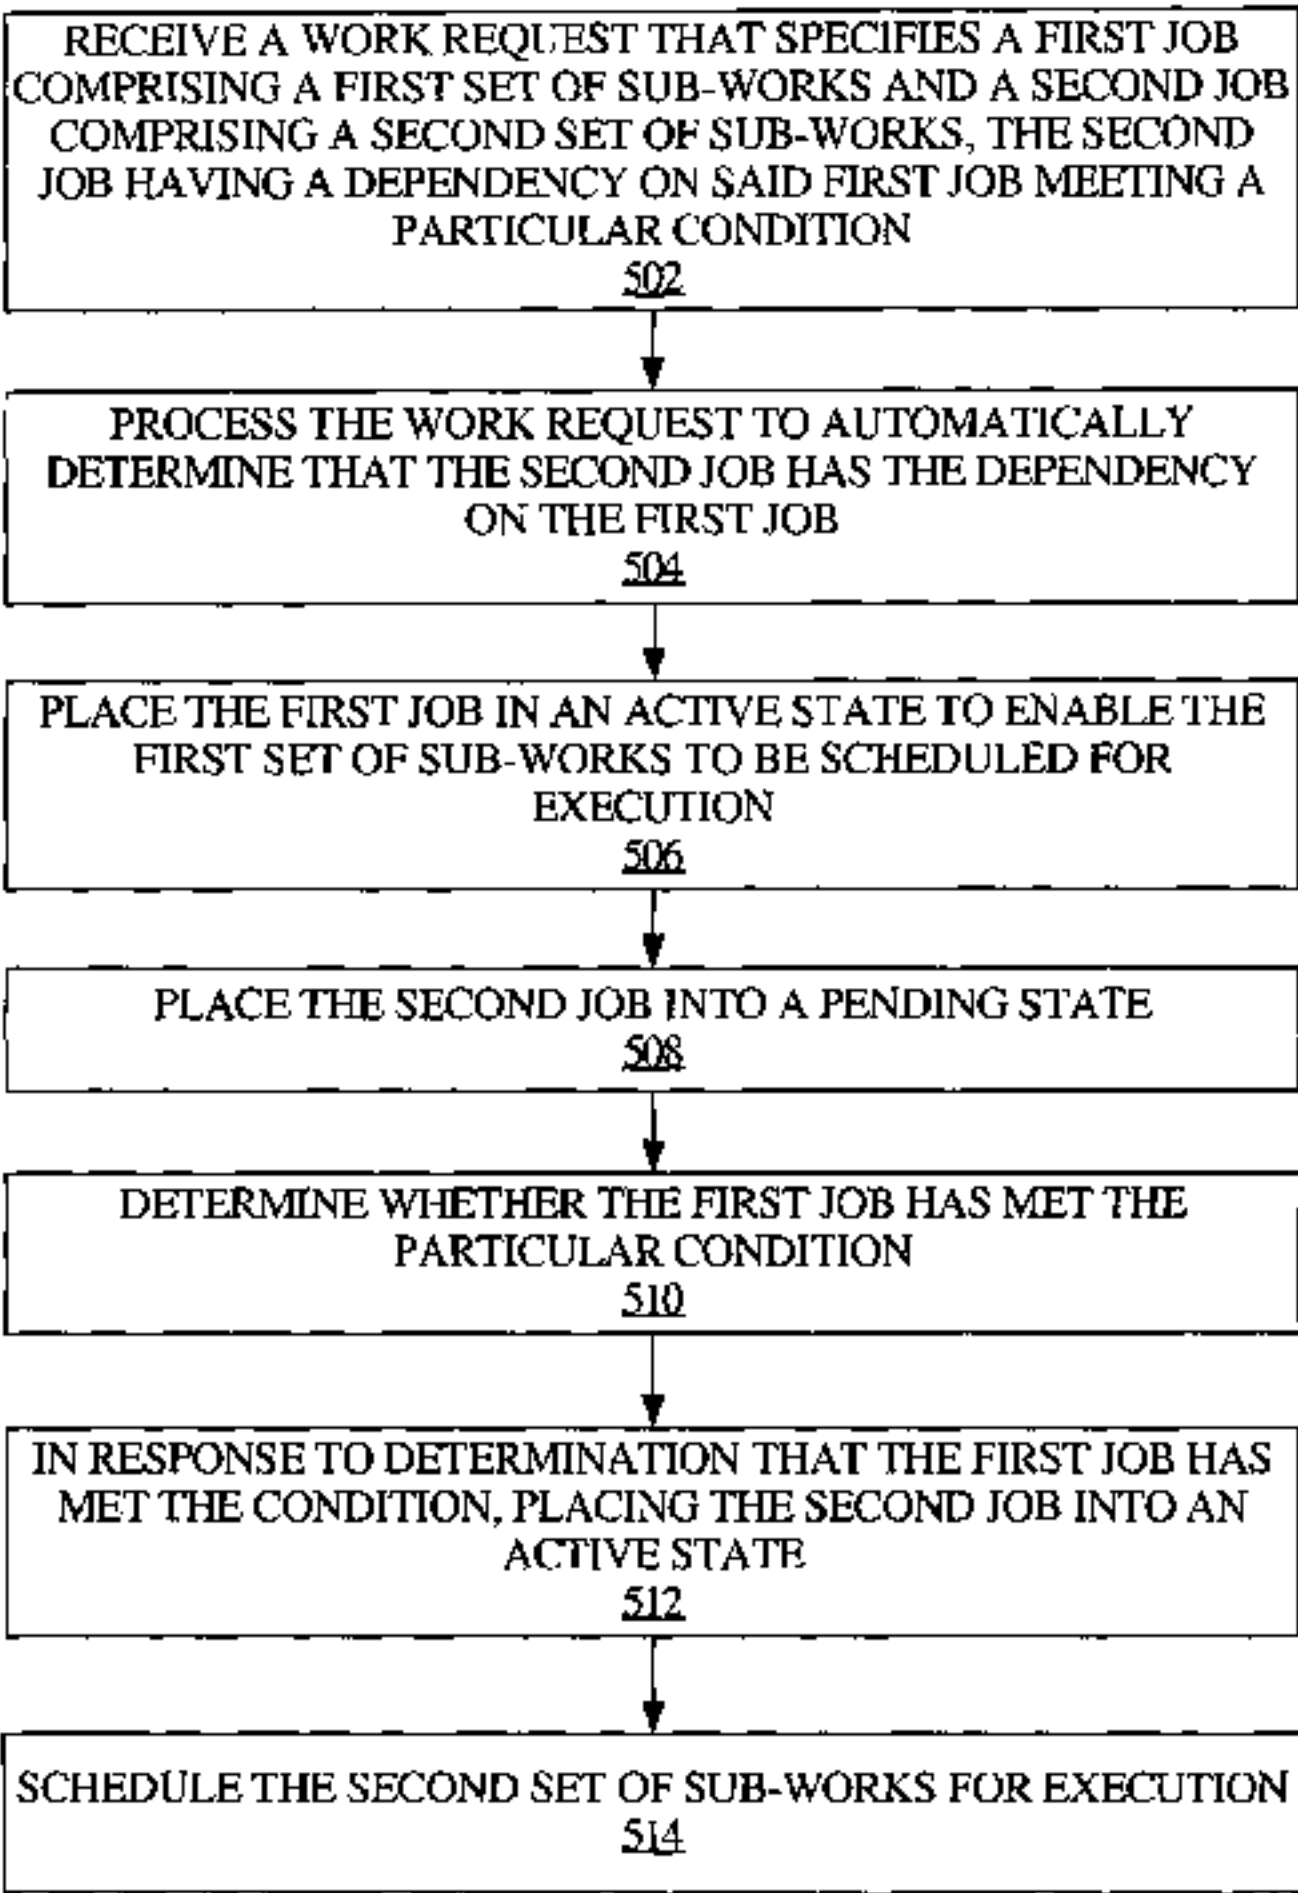 RECEIVE A WORK REQUEST THAT SPECIFIES A FIRST JOB
COMPRISING A FIRST SET OF SUB-WORKS AND A SECOND JOB
COMPRISING A SECOND SET OF SUB-WORKS, THE SECOND
JOB HAVING A DEPENDENCY ON SAID FIRST JOB MEETING A
PARTICULAR CONDITION
502
PROCESS THE WORK REQUEST TO AUTOMATICALLY
DETERMINE THAT THE SECOND JOB HAS THE DEPENDENCY
ON THE FIRST JOB
504
PLACE THE FIRST JOB IN AN ACTIVE STATE TO ENABLE THE
FIRST SET OF SUB-WORKS TO BE SCHEDULED FOR
EXECUTION
506
PLACE THE SECOND JOB INTO A PENDING STATE
508
DETERMINE WHETHER THE FIRST JOB HAS MET THE
PARTICULAR CONDITION
510
IN RESPONSE TO DETERMINATION THAT THE FIRST JOB HAS
MET THE CONDITION, PLACING THE SECOND JOB INTO AN
ACTIVE STATE
512
SCHEDULE THE SECOND SET OF SUB-WORKS FOR EXECUTION
514